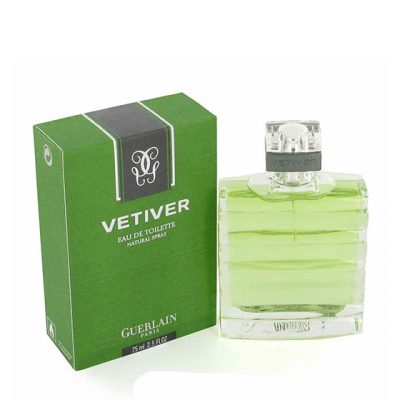 VETIVER
EAU DE TOILETTE
NATURAL SPRAY
GUERLAIN
PARIS
75 ml 2.5 FL.OZ
VETIVER